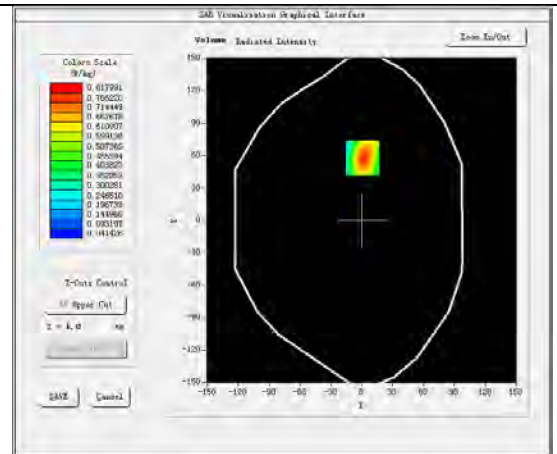 SAR Visualisation Graphical Interface
Volume Radiated Intensity
Zoom In/Out
Colors Scale
(W/kg)
0.817991
0.766220
0.714449
0.662678
0.610907
0.559136
0.507365
0.455594
0.403823
0.352052
0.300281
0.248510
0.196739
0.144968
0.093197
0.041426
150
120
90
60
30
0
-30
-60
-90
-120
-150
Y
-150 -120 -90 -60 -30 0 30 60 90 120 150
X
Z-Cuts Control
Upper Cut
Z = 4.0 mm
SAVE
Cancel